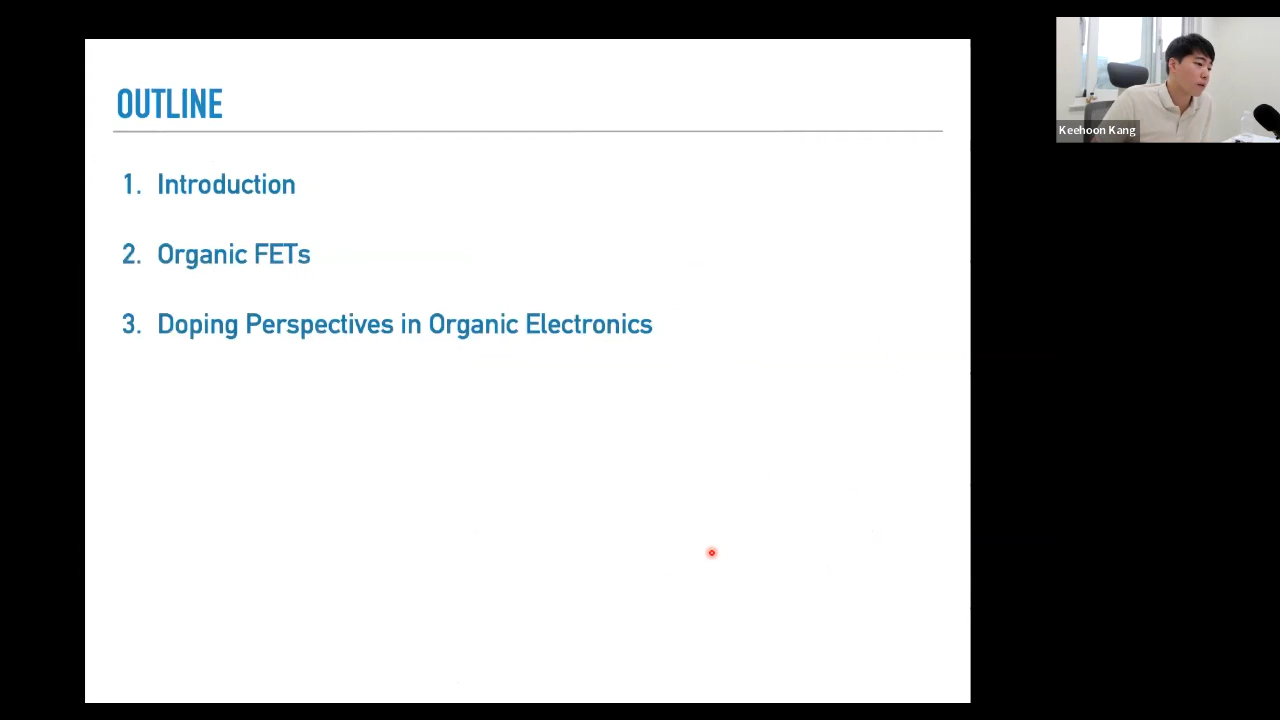 OUTLINE
1. Introduction
2. Organic FETs
3. Doping Perspectives in Organic Electronics
Keehoon Kang